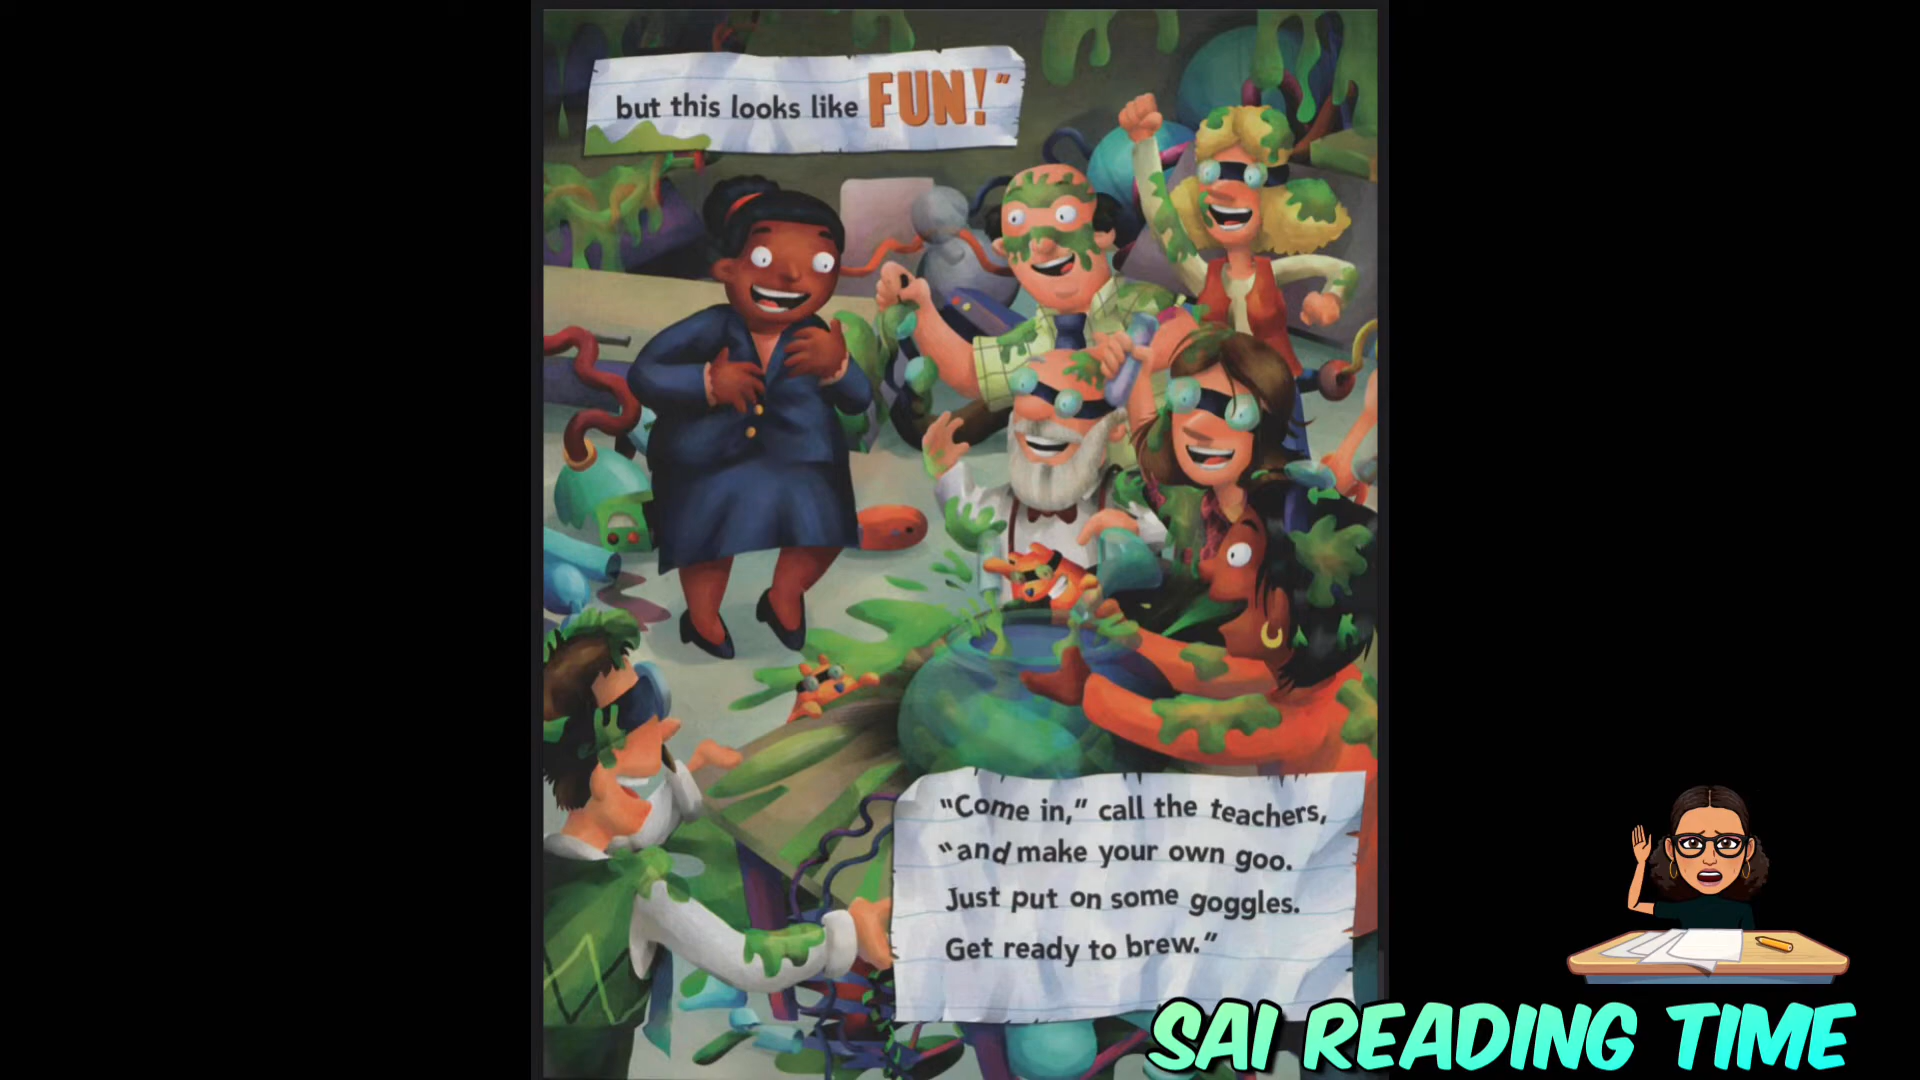 but this looks like FUN!”
“Come in,” call the teachers,
“and make your own goo.
Just put on some goggles.
Get ready to brew.”
SAI READING TIME